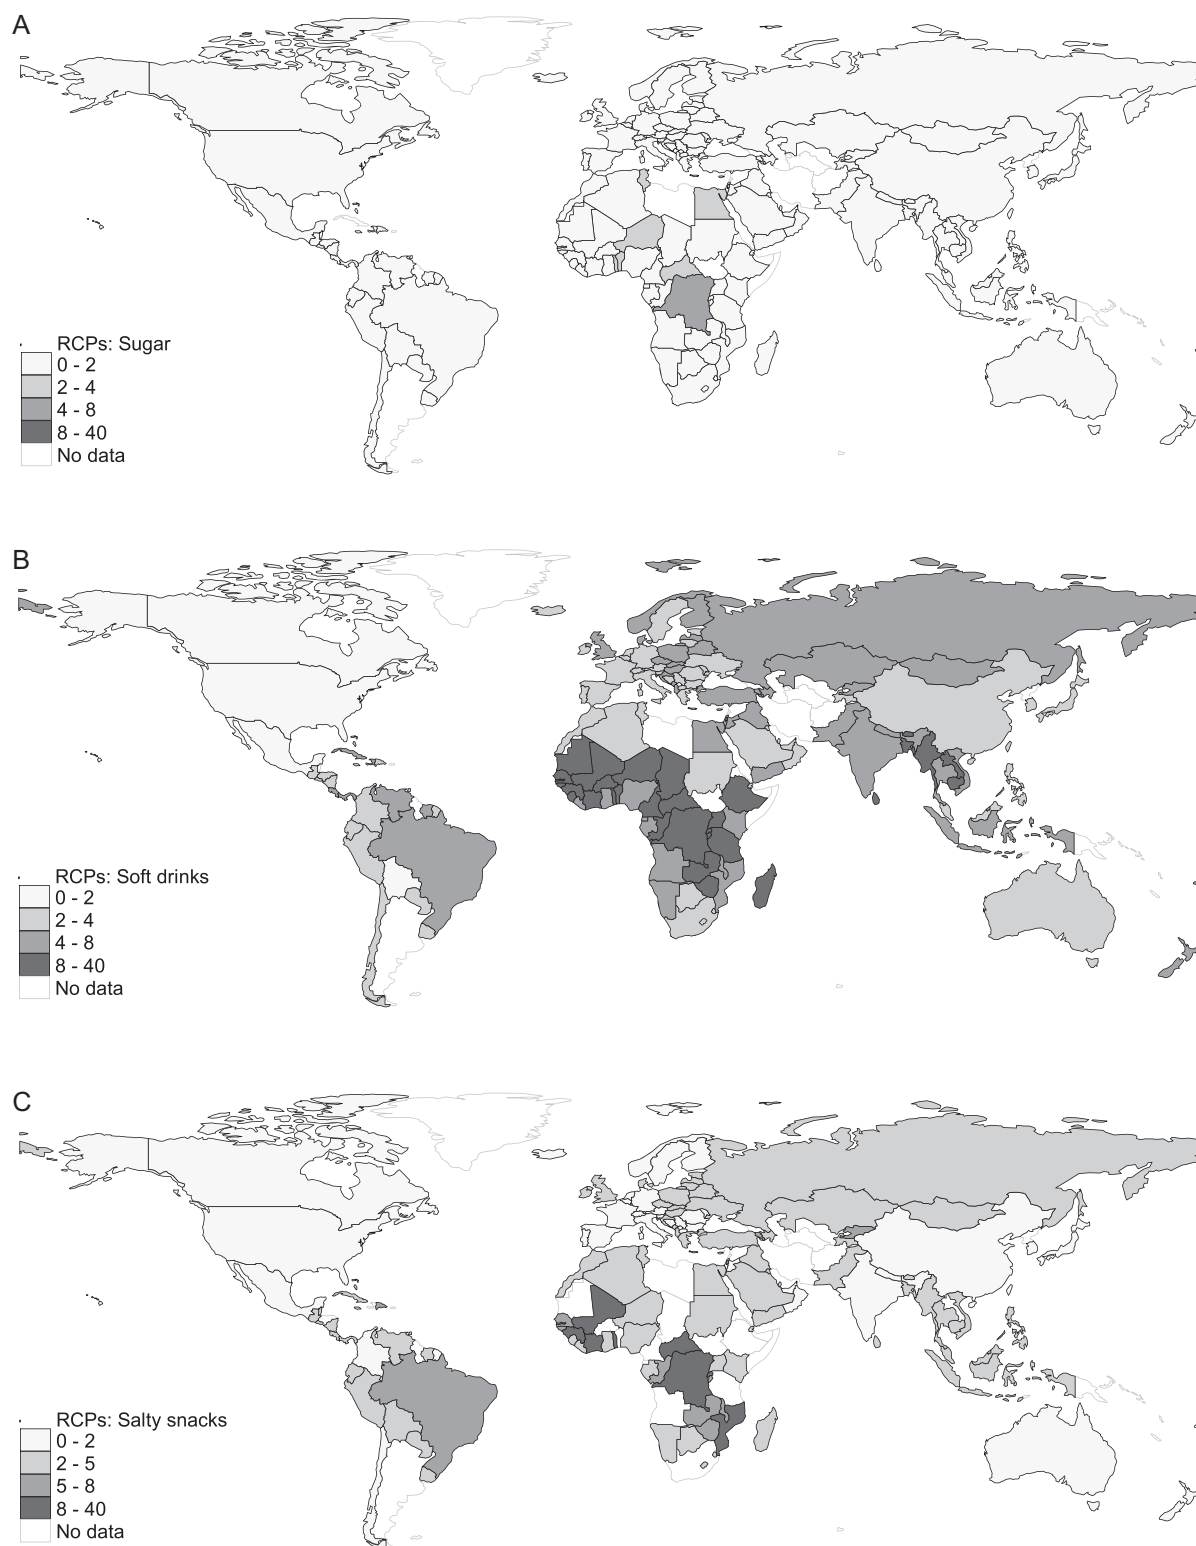 A
RCPs: Sugar
0 - 2
2 - 4
4 - 8
8 - 40
No data
B
RCPs: Soft drinks
0 - 2
2 - 4
4 - 8
8 - 40
No data
C
RCPs: Salty snacks
0 - 2
2 - 5
5 - 8
8 - 40
No data